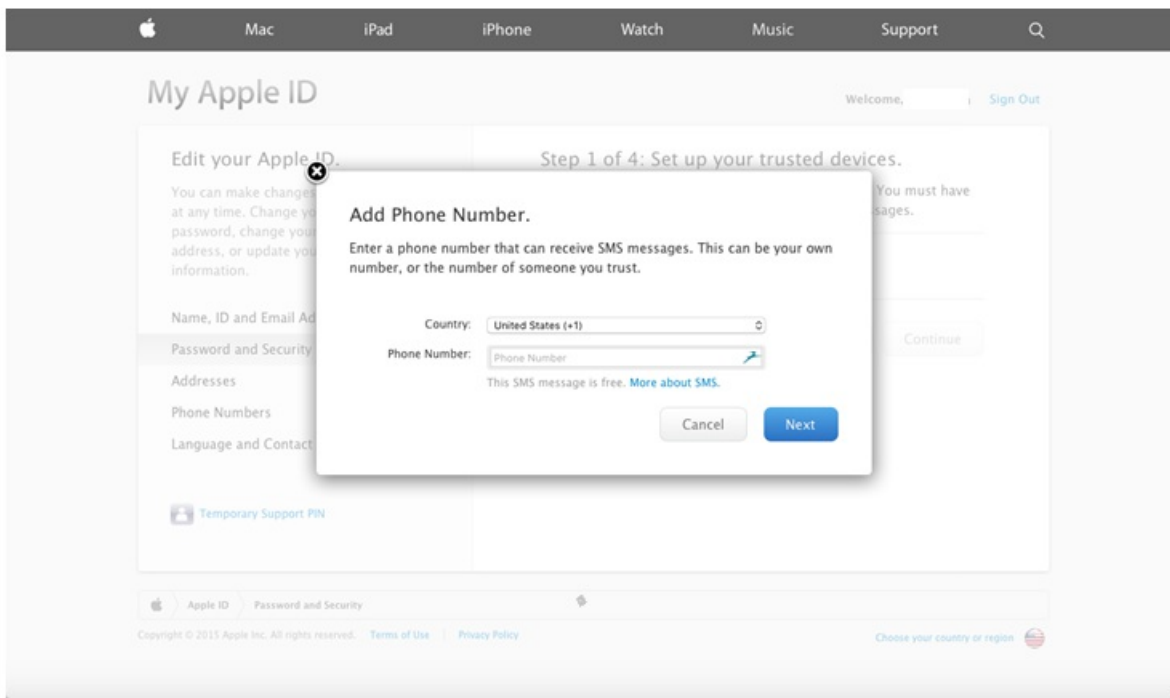 Mac iPad iPhone Watch Music Support
My Apple ID
Welcome, Sign Out
Edit your Apple ID.
You can make changes
at any time. Change
password, change your
address, or update
information.
Name, ID and Email
Password and Security
Addresses
Phone Numbers
Language and Contact
Temporary Support PIN
Step 1 of 4: Set up your trusted devices.
You must have
Continue
Add Phone Number.
Enter a phone number that can receive SMS messages. This can be your own
number, or the number of someone you trust.
Country: United States (+1)
Phone Number: Phone Number
This SMS message is free. More about SMS.
Cancel Next
Apple ID Password and Security
Copyright © 2015 Apple Inc. All rights reserved. Terms of Use Privacy Policy
Choose your country or region